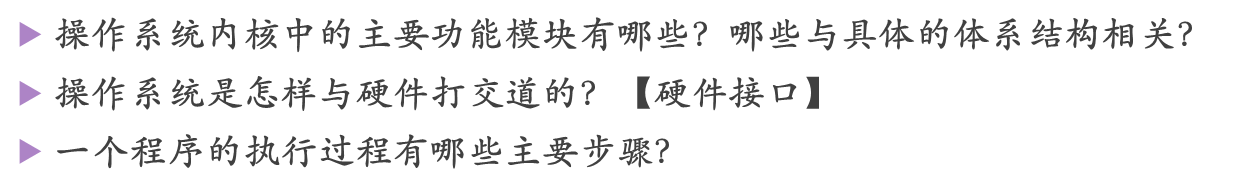 操作系统内核中的主要功能模块有哪些？哪些与具体的体系结构相关？
操作系统是怎样与硬件打交道的？【硬件接口】
一个程序的执行过程有哪些主要步骤？